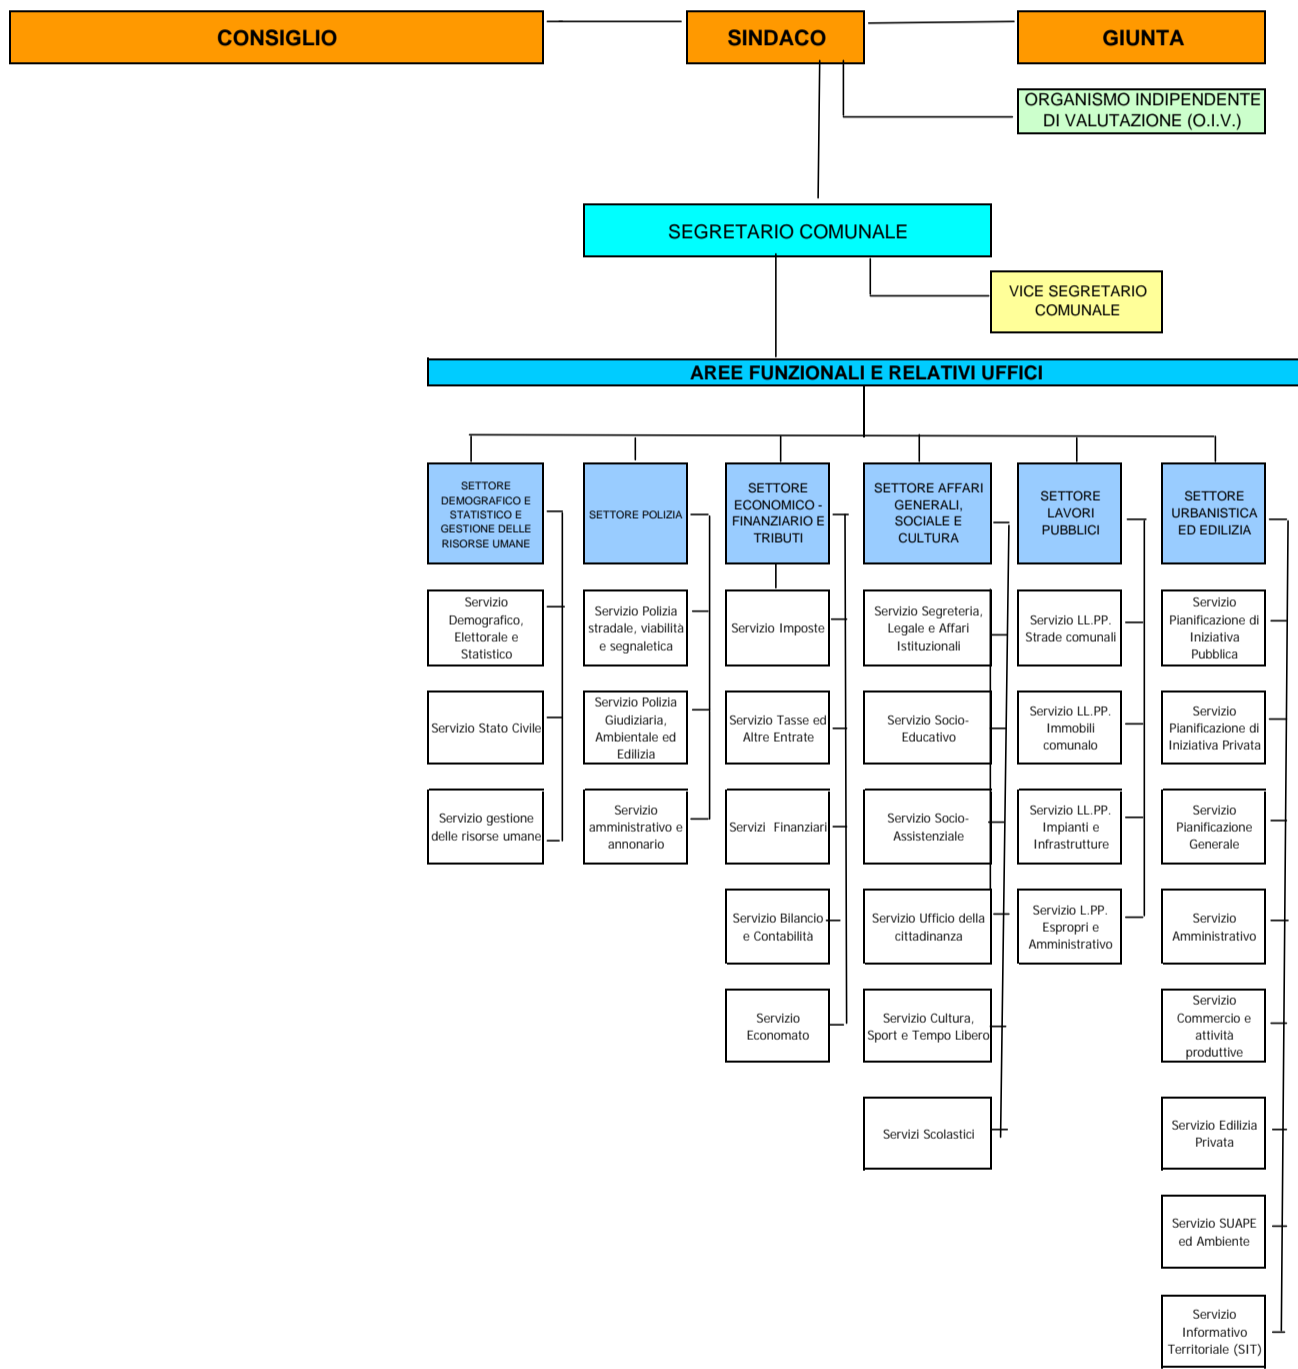 CONSIGLIO
SINDACO
GIUNTA
ORGANISMO INDIPENDENTE
DI VALUTAZIONE (O.I.V.)
SEGRETARIO COMUNALE
VICE SEGRETARIO
COMUNALE
AREE FUNZIONALI E RELATIVI UFFICI
SETTORE
DEMOGRAFICO E
STATISTICO E
GESTIONE DELLE
RISORSE UMANE
SETTORE POLIZIA
SETTORE
ECONOMICO -
FINANZIARIO E
TRIBUTI
SETTORE AFFARI
GENERALI,
SOCIALE E
CULTURA
SETTORE
LAVORI
PUBBLICI
SETTORE
URBANISTICA
ED EDILIZIA
Servizio
Demografico,
Elettorale e
Statistico
Servizio Polizia
stradale, viabilità
e segnaletica
Servizio Imposte
Servizio Segreteria,
Legale e Affari
Istituzionali
Servizio LL.PP.
Strade comunali
Servizio
Pianificazione di
Iniziativa
Pubblica
Servizio Stato Civile
Servizio Polizia
Giudiziaria,
Ambientale ed
Edilizia
Servizio Tasse ed
Altre Entrate
Servizio Socio-
Educativo
Servizio LL.PP.
Immobili
comunalo
Servizio
Pianificazione di
Iniziativa Privata
Servizio gestione
delle risorse umane
Servizio
amministrativo e
annonario
Servizi Finanziari
Servizio Socio-
Assistenziale
Servizio LL.PP.
Impianti e
Infrastrutture
Servizio
Pianificazione
Generale
Servizio Bilancio
e Contabilità
Servizio Ufficio della
cittadinanza
Servizio L.PP.
Espropri e
Amministrativo
Servizio
Amministrativo
Servizio
Economato
Servizio Cultura,
Sport e Tempo Libero
Servizio
Commercio e
attività
produttive
Servizi Scolastici
Servizio Edilizia
Privata
Servizio SUAPE
ed Ambiente
Servizio
Informativo
Territoriale (SIT)